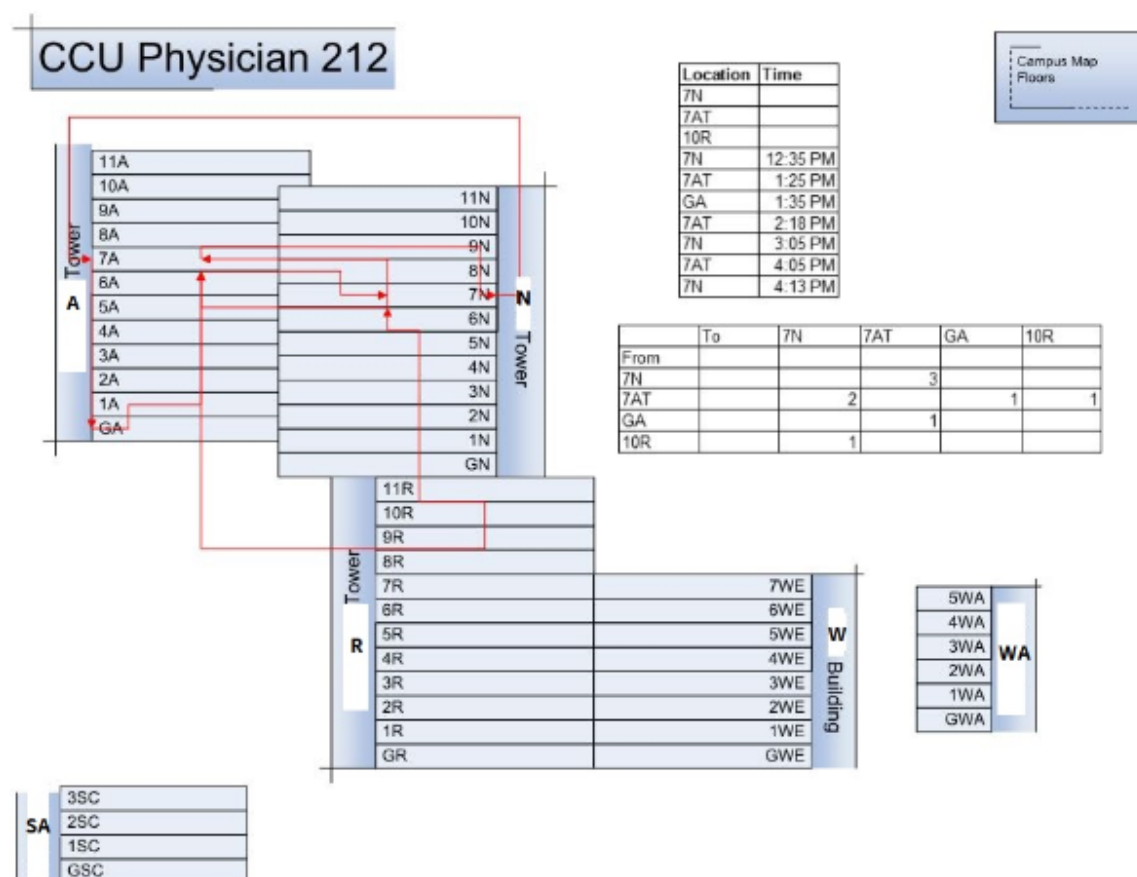 CCU Physician 212
Campus Map
Floors
Location Time
7N
7AT
10R
7N 12:35 PM
7AT 1:25 PM
GA 1:35 PM
7AT 2:18 PM
7N 3:05 PM
7AT 4:05 PM
7N 4:13 PM
To 7N 7AT GA 10R
From
7N 3
7AT 2 1 1
GA 1
10R 1
Tower
A
11A
10A
9A
8A
7A
6A
5A
4A
3A
2A
1A
GA
11N
10N
9N
8N
7N
6N
5N
4N
3N
2N
1N
GN
N
Tower
Tower
R
11R
10R
9R
8R
7R
6R
5R
4R
3R
2R
1R
GR
7WE
6WE
5WE
4WE
3WE
2WE
1WE
GWE
W
Building
5WA
4WA
3WA
2WA
1WA
GWA
WA
SA
3SC
2SC
1SC
GSC